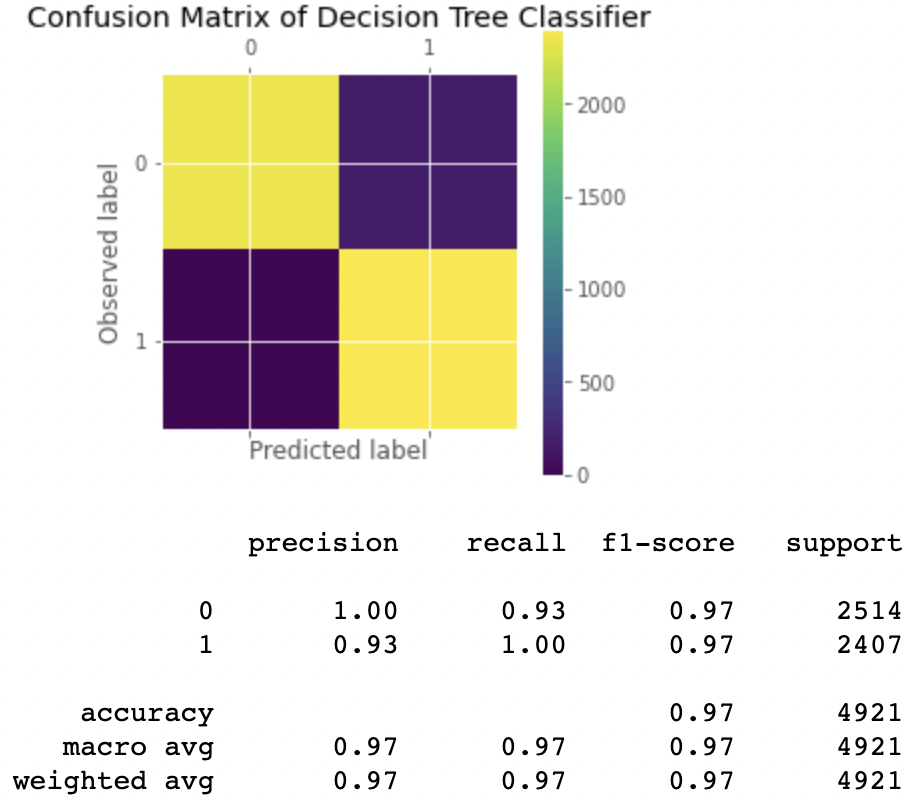 Confusion Matrix of Decision Tree Classifier
0 1
2000
0
1500
Observed label
1000
1
500
Predicted label
0
precision recall f1-score support
0 1.00 0.93 0.97 2514
1 0.93 1.00 0.97 2407
accuracy 0.97 4921
macro avg 0.97 0.97 0.97 4921
weighted avg 0.97 0.97 0.97 4921